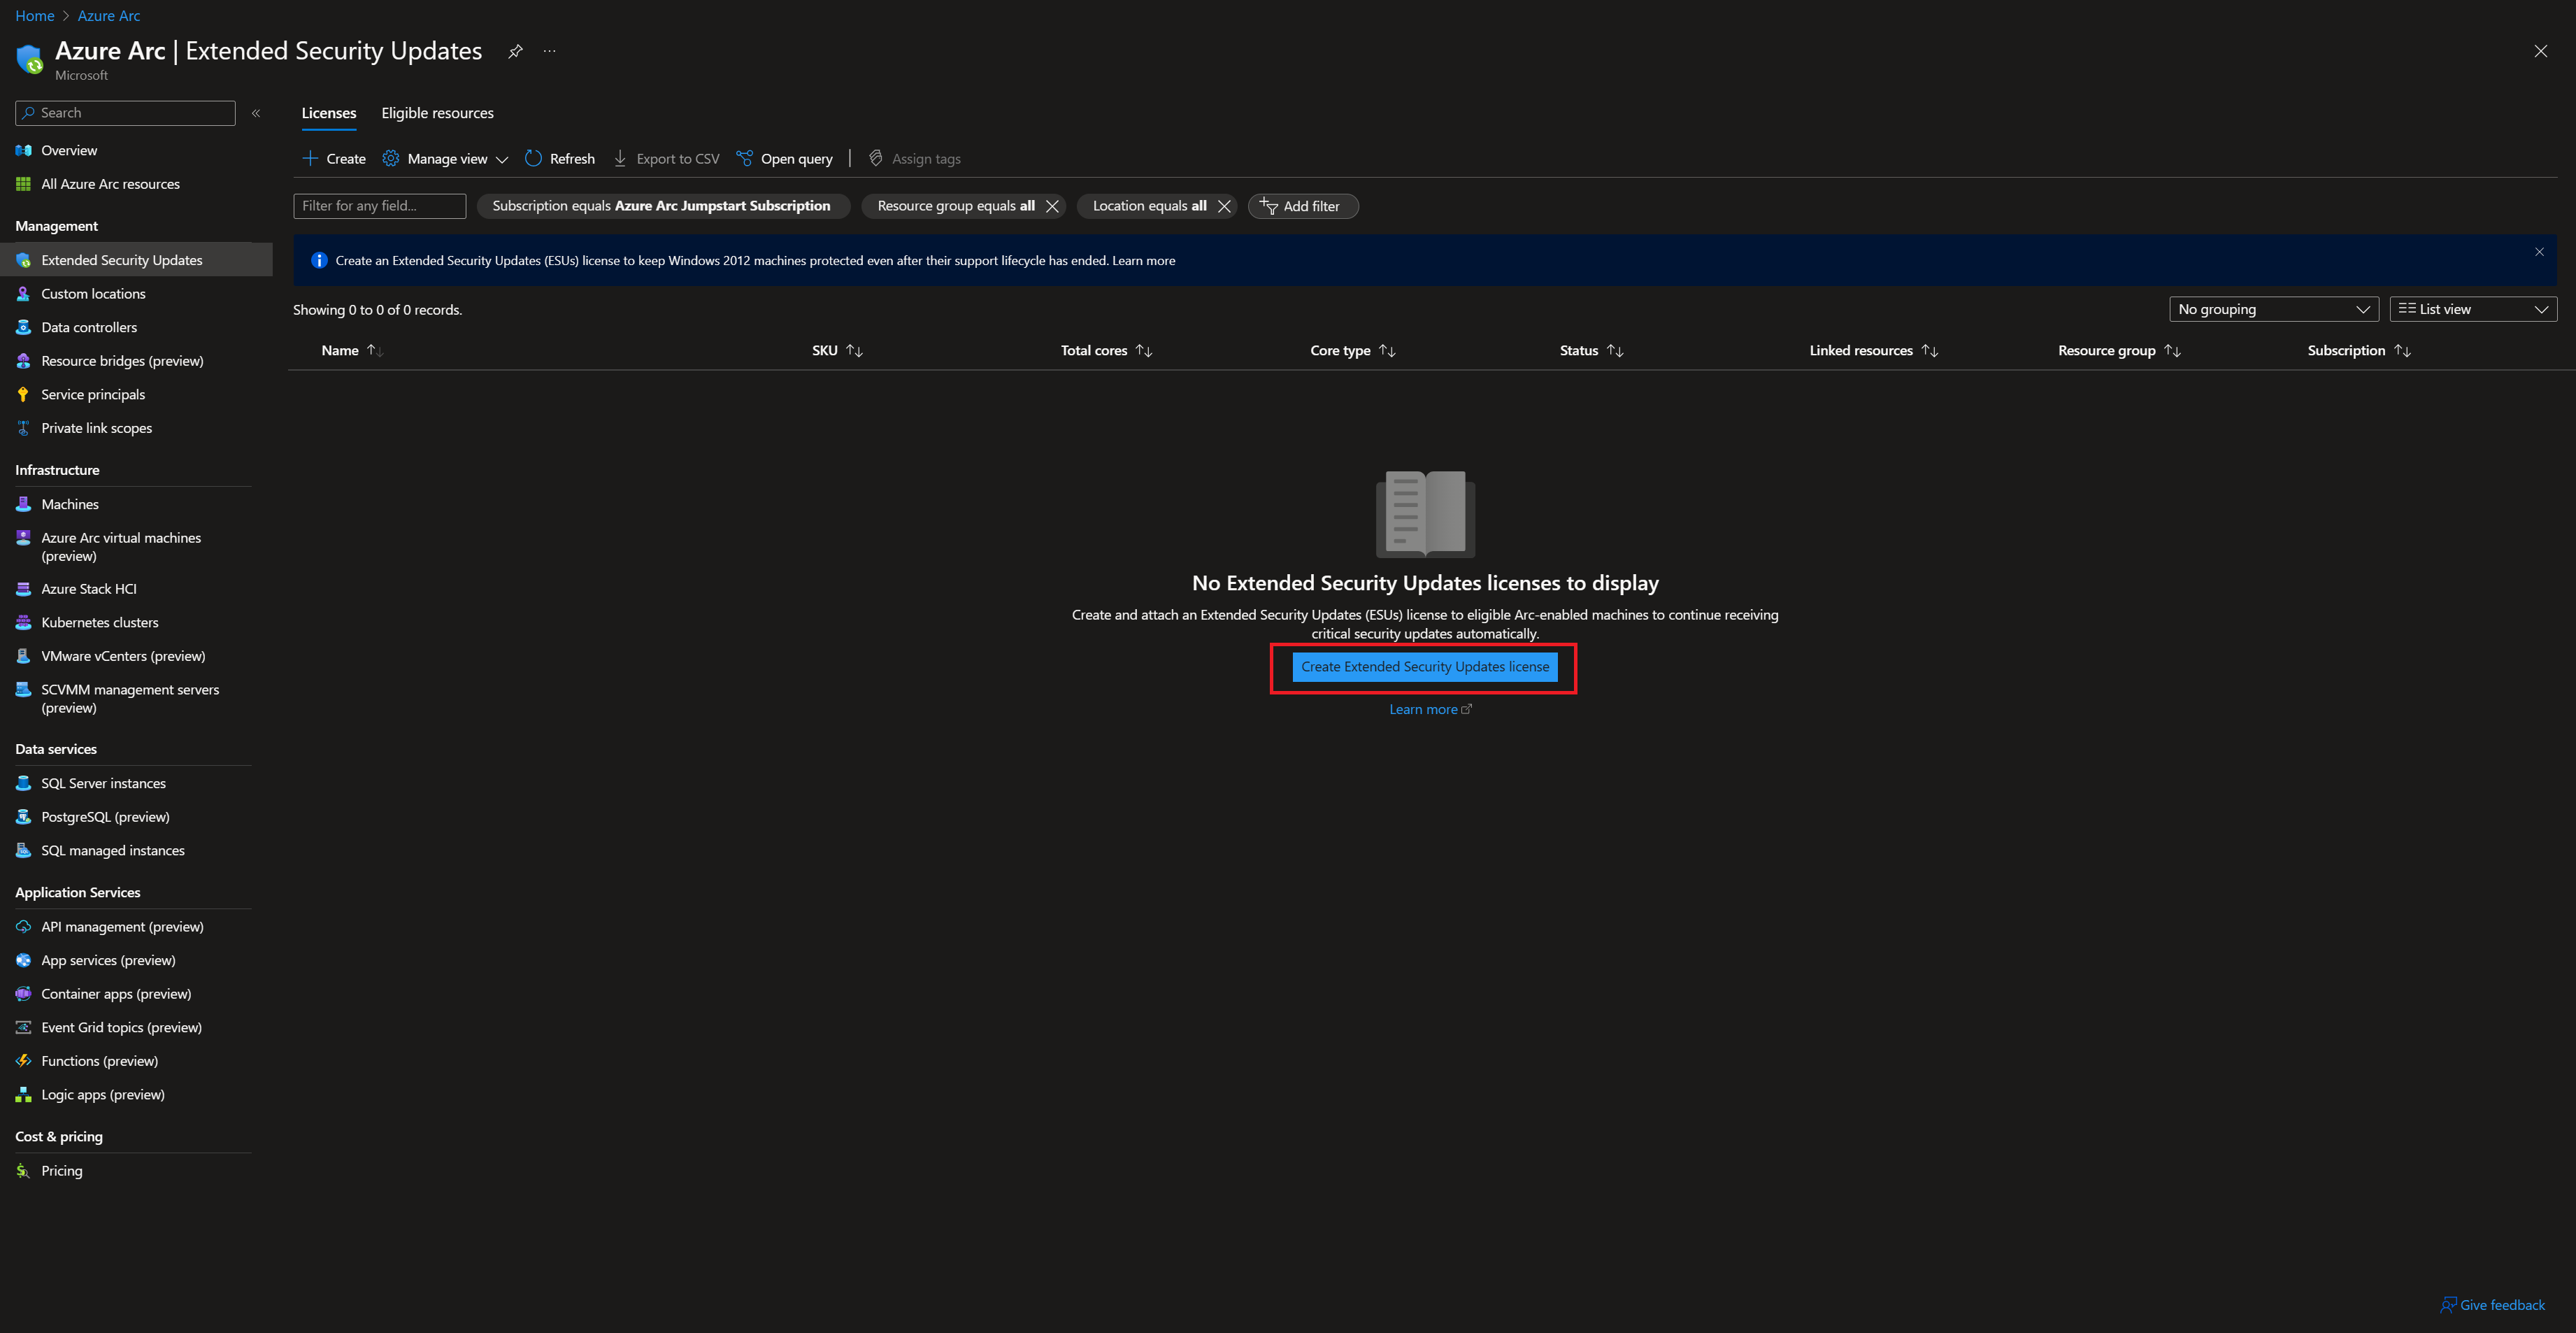 Home > Azure Arc
Azure Arc | Extended Security Updates
Microsoft
Search
Overview
All Azure Arc resources
Management
Extended Security Updates
Custom locations
Data controllers
Resource bridges (preview)
Service principals
Private link scopes
Infrastructure
Machines
Azure Arc virtual machines
(preview)
Azure Stack HCI
Kubernetes clusters
VMware vCenters (preview)
SCVMM management servers
(preview)
Data services
SQL Server instances
PostgreSQL (preview)
SQL managed instances
Application Services
API management (preview)
App services (preview)
Container apps (preview)
Event Grid topics (preview)
Functions (preview)
Logic apps (preview)
Cost & pricing
Pricing
Licenses Eligible resources
Create Manage view Refresh Export to CSV Open query | Assign tags
Filter for any field... Subscription equals Azure Arc Jumpstart Subscription Resource group equals all Location equals all Add filter
Create an Extended Security Updates (ESUs) license to keep Windows 2012 machines protected even after their support lifecycle has ended. Learn more
Showing 0 to 0 of 0 records. No grouping List view
Name SKU Total cores Core type Status Linked resources Resource group Subscription
No Extended Security Updates licenses to display
Create and attach an Extended Security Updates (ESUs) license to eligible Arc-enabled machines to continue receiving
critical security updates automatically.
Create Extended Security Updates license
Learn more
Give feedback